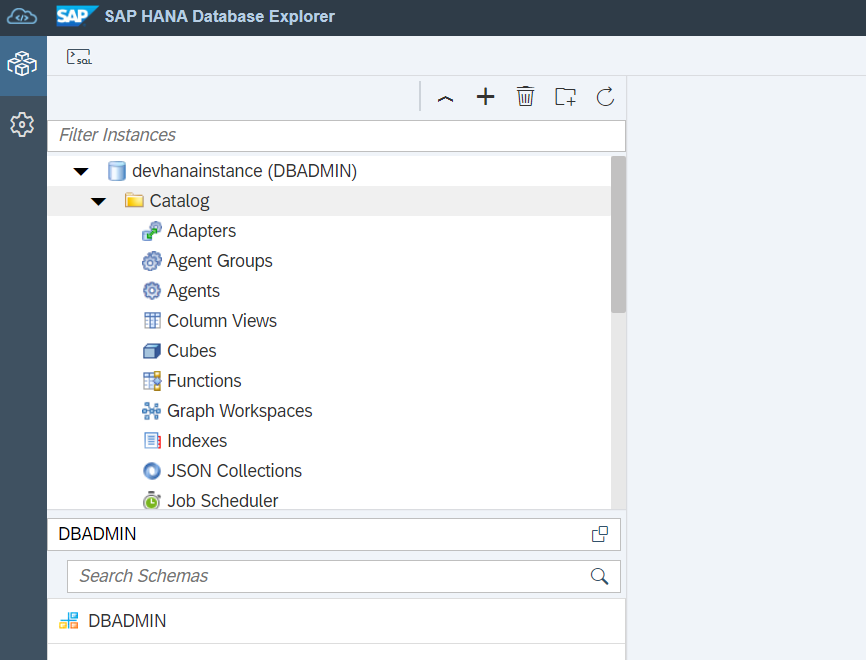 SAP SAP HANA Database Explorer
SQL
Filter Instances
devhanainstance (DBADMIN)
Catalog
Adapters
Agent Groups
Agents
Column Views
Cubes
Functions
Graph Workspaces
Indexes
JSON Collections
Job Scheduler
DBADMIN
Search Schemas
DBADMIN